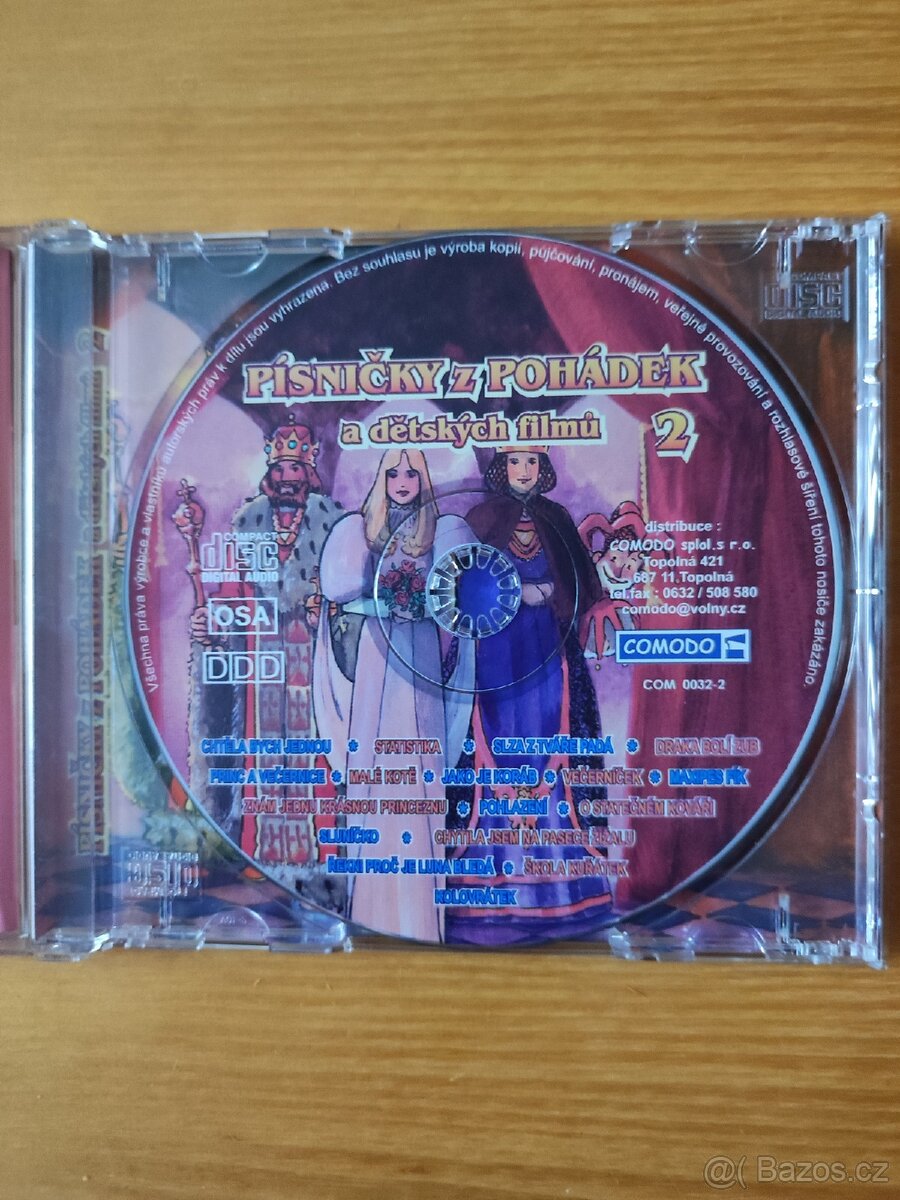 Všechna práva výrobce a vlastníků autorských práv k dílu jsou vyhrazena. Bez souhlasu je výroba kopií, půjčování, pronájem, veřejné provozování a rozhlasové šíření tohoto nosiče zakázáno.
PÍSNIČKY z POHÁDEK
a dětských filmů 2
COMPACT
disc
DIGITAL AUDIO
OSA
DDD
distribuce :
COMODO splol.s r.o.
Topolná 421
687 11,Topolná
tel.fax : 0632 / 508 580
comodo@volny.cz
COMODO
COM 0032-2
CHTĚLA BYCH JEDNOU * STATISTIKA * SLZA Z TVÁŘE PADÁ * DRAKA BOLÍ ZUB
PRINC A VEČERNICE * MALÉ KOTĚ * JAKO JE KORÁB * VEČERNÍČEK * MAXIPES FÍK
ZNÁM JEDNU KRÁSNOU PRINCEZNU * POHLAZENÍ * O STATEČNÉM KOVÁŘI
SLUNÍČKO * CHYTILA JSEM NA PASECE ŽÍŽALU
ŘEKNI PROČ JE LUNA BLEDÁ * ŠKOLA KUŘÁTEK
KOLOVRÁTEK
COMPACT
disc
DIGITAL AUDIO
@( Bazos.cz